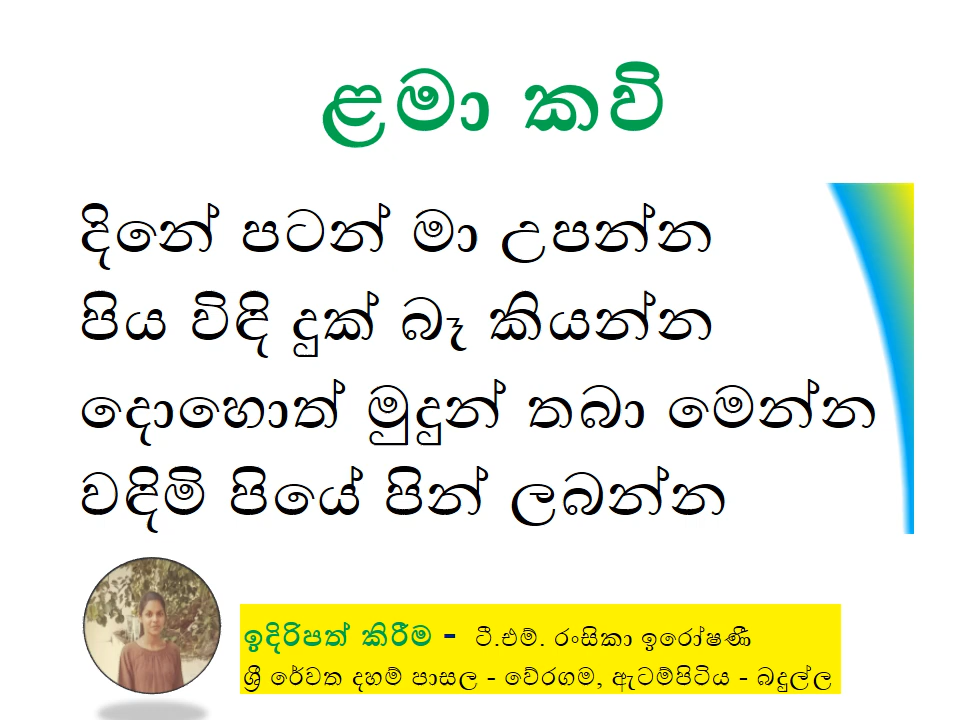 ළමා කවි
දිනේ පටන් මා උපන්න
පිය විඳි දුක් බෑ කියන්න
දොහොත් මුදුන් තබා මෙන්න
වඳිමි පියේ පින් ලබන්න
ඉදිරිපත් කිරීම - ටී.එම්. රංසිකා ඉරෝෂණී
ශ්‍රී රේවත දහම් පාසල - වේරගම, ඇටම්පිටිය - බදුල්ල